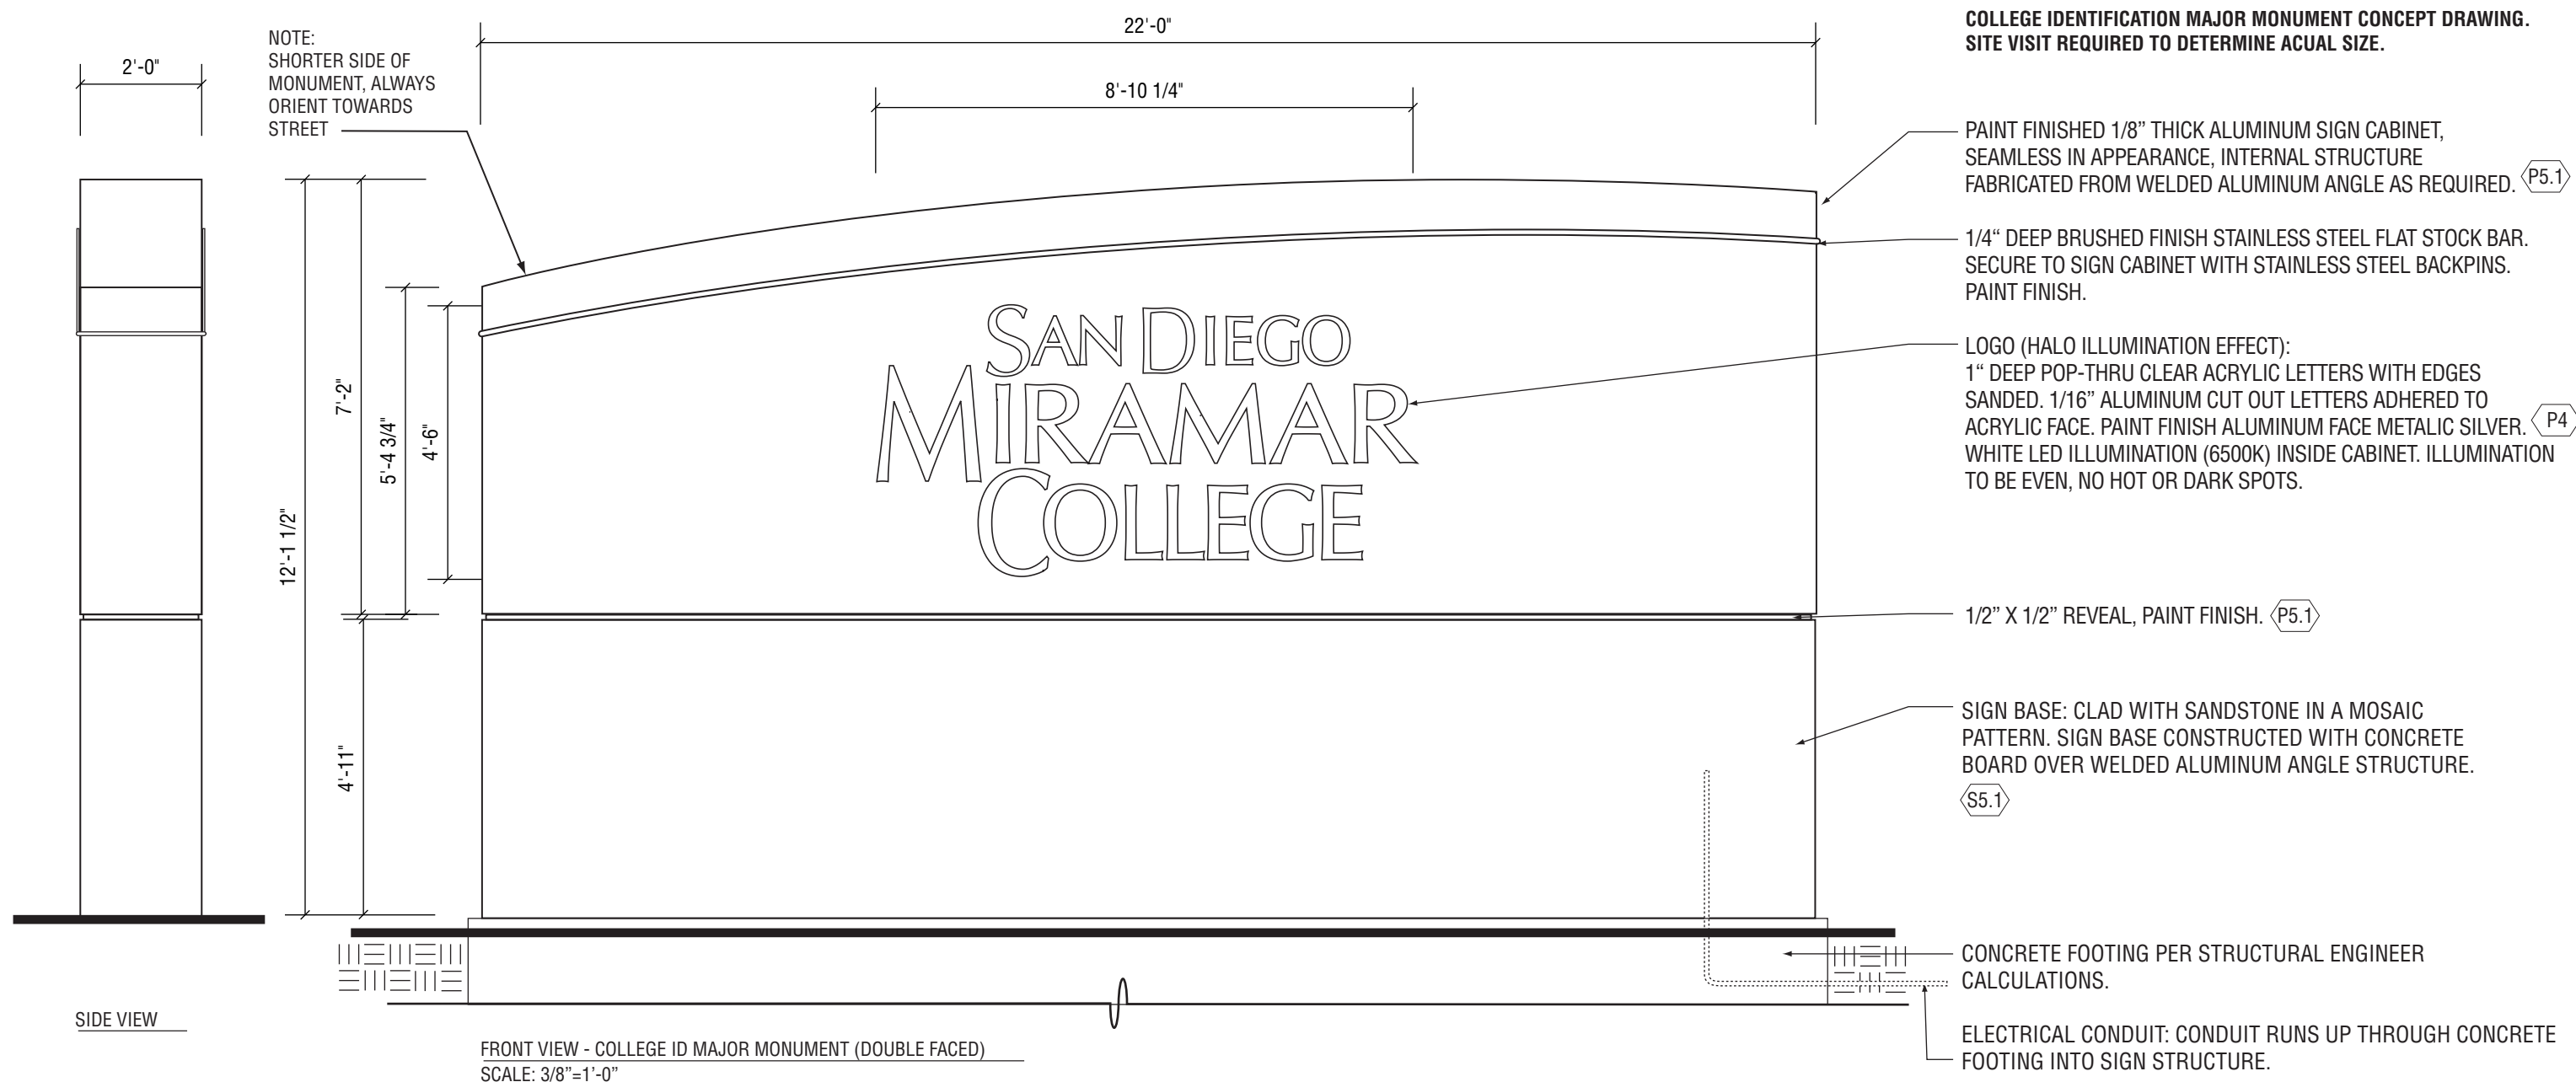 COLLEGE IDENTIFICATION MAJOR MONUMENT CONCEPT DRAWING.
SITE VISIT REQUIRED TO DETERMINE ACUAL SIZE.
2'-0"
NOTE:
SHORTER SIDE OF
MONUMENT, ALWAYS
ORIENT TOWARDS
STREET
22'-0"
8'-10 1/4"
12'-1 1/2"
7'-2"
5'-4 3/4"
4'-6"
4'-11"
SAN DIEGO
MIRAMAR
COLLEGE
PAINT FINISHED 1/8” THICK ALUMINUM SIGN CABINET,
SEAMLESS IN APPEARANCE, INTERNAL STRUCTURE
FABRICATED FROM WELDED ALUMINUM ANGLE AS REQUIRED. P5.1
1/4“ DEEP BRUSHED FINISH STAINLESS STEEL FLAT STOCK BAR.
SECURE TO SIGN CABINET WITH STAINLESS STEEL BACKPINS.
PAINT FINISH.
LOGO (HALO ILLUMINATION EFFECT):
1“ DEEP POP-THRU CLEAR ACRYLIC LETTERS WITH EDGES
SANDED. 1/16” ALUMINUM CUT OUT LETTERS ADHERED TO
ACRYLIC FACE. PAINT FINISH ALUMINUM FACE METALIC SILVER. P4
WHITE LED ILLUMINATION (6500K) INSIDE CABINET. ILLUMINATION
TO BE EVEN, NO HOT OR DARK SPOTS.
1/2” X 1/2” REVEAL, PAINT FINISH. P5.1
SIGN BASE: CLAD WITH SANDSTONE IN A MOSAIC
PATTERN. SIGN BASE CONSTRUCTED WITH CONCRETE
BOARD OVER WELDED ALUMINUM ANGLE STRUCTURE.
S5.1
CONCRETE FOOTING PER STRUCTURAL ENGINEER
CALCULATIONS.
ELECTRICAL CONDUIT: CONDUIT RUNS UP THROUGH CONCRETE
FOOTING INTO SIGN STRUCTURE.
SIDE VIEW
FRONT VIEW - COLLEGE ID MAJOR MONUMENT (DOUBLE FACED)
SCALE: 3/8”=1’-0”